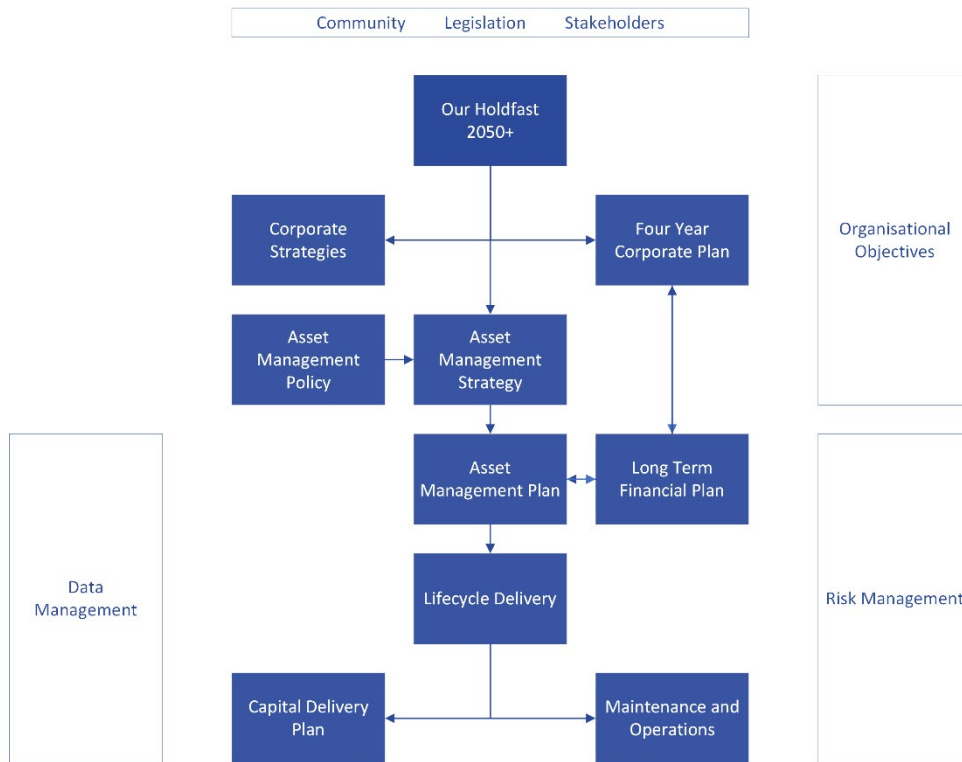 Community Legislation Stakeholders
Our Holdfast
2050+
Corporate
Strategies
Four Year
Corporate Plan
Organisational
Objectives
Asset
Management
Policy
Asset
Management
Strategy
Asset
Management Plan
Long Term
Financial Plan
Data
Management
Lifecycle Delivery
Risk Management
Capital Delivery
Plan
Maintenance and
Operations